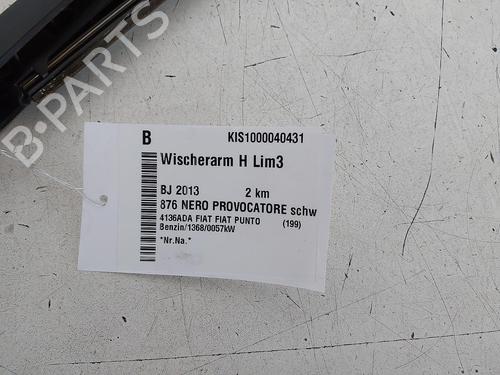 B-PARTS
B KIS1000040431
Wischerarm H Lim3
BJ 2013 2 km
876 NERO PROVOCATORE schw
4136ADA FIAT FIAT PUNTO (199)
Benzin/1368/0057kW
*Nr.Na.*